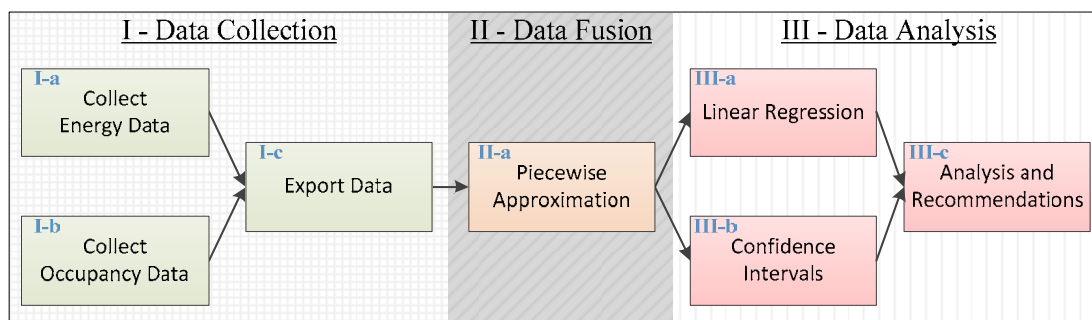 I - Data Collection
I-a
Collect
Energy Data
I-b
Collect
Occupancy Data
I-c
Export Data
II - Data Fusion
II-a
Piecewise
Approximation
III - Data Analysis
III-a
Linear Regression
III-b
Confidence
Intervals
III-c
Analysis and
Recommendations